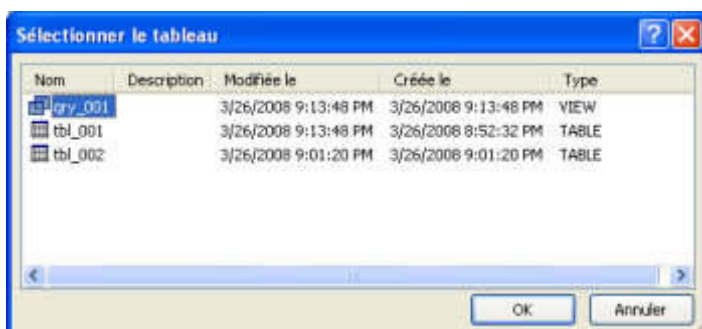 Sélectionner le tableau
Nom Description Modifiée le Créée le Type
qry_001 3/26/2008 9:13:48 PM 3/26/2008 9:13:48 PM VIEW
tbl_001 3/26/2008 9:13:48 PM 3/26/2008 8:52:32 PM TABLE
tbl_002 3/26/2008 9:01:20 PM 3/26/2008 9:01:20 PM TABLE
OK Annuler